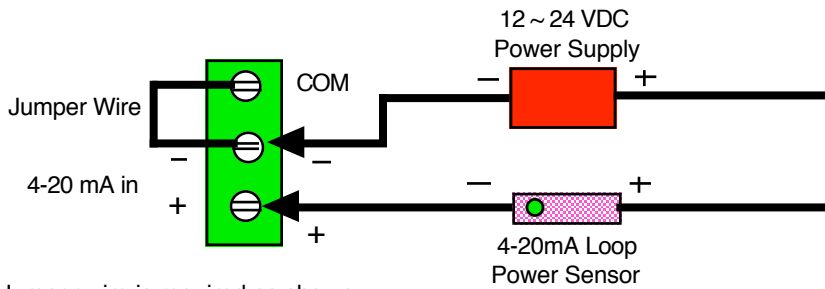 12 ~ 24 VDC
Power Supply
− +
COM
Jumper Wire
− −
4-20 mA in
+ +
− +
4-20mA Loop
Power Sensor